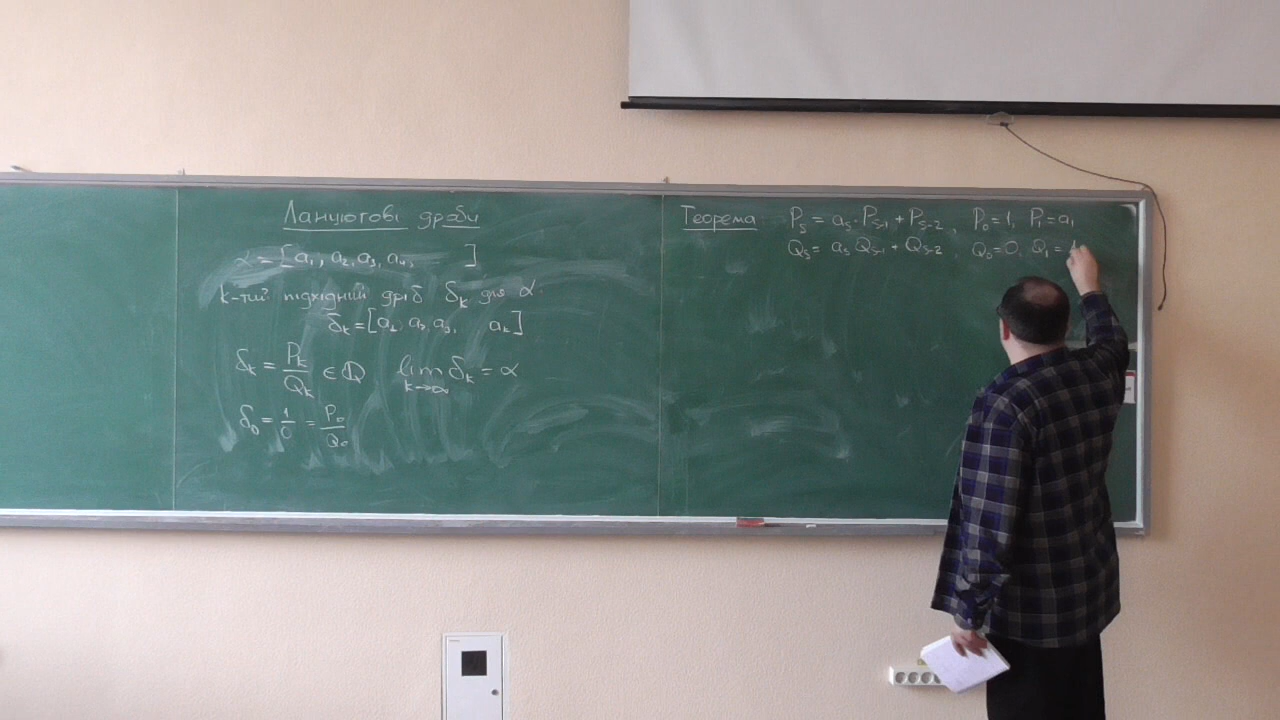 Ланцюгові дроби
α = [a₁, a₂, a₃, a₄, ]
k-тий підхідний дріб δₖ для α
δₖ = [a₁, a₂, a₃, aₖ]
δₖ = Pₖ/Qₖ ∈ ℚ lim k→∞ δₖ = α
δ₀ = 1/0 = P₀/Q₀
Теорема Pₛ = aₛ · Pₛ₋₁ + Pₛ₋₂, P₀ = 1, P₁ = a₁
Qₛ = aₛ Qₛ₋₁ + Qₛ₋₂, Q₀ = 0, Q₁ = 1